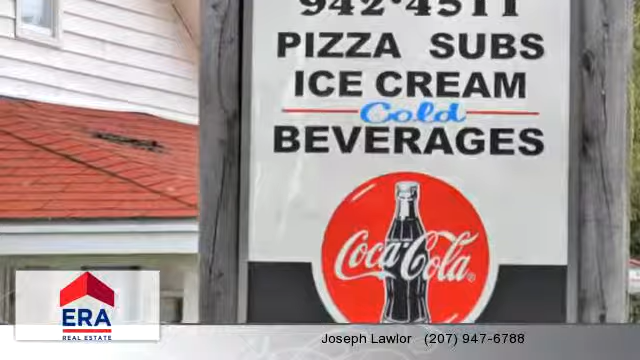 942-4511
PIZZA SUBS
ICE CREAM
Cold
BEVERAGES
Coca-Cola
ERA
REAL ESTATE
Joseph Lawlor (207) 947-6788